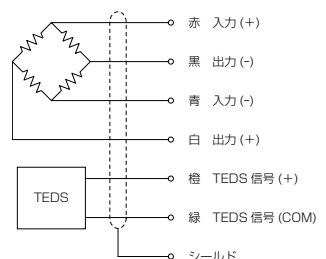 赤 入力(+)
黒 出力(-)
青 入力(-)
白 出力(+)
TEDS
橙 TEDS 信号(+)
緑 TEDS 信号(COM)
シールド